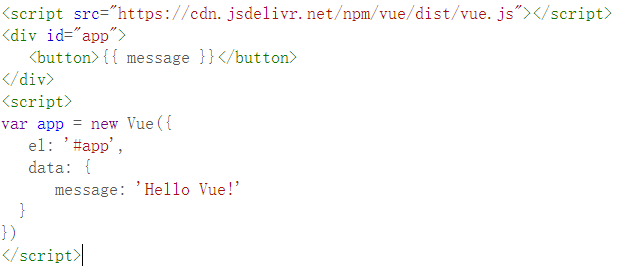 <script src="https://cdn.jsdelivr.net/npm/vue/dist/vue.js"></script>
<div id="app">
   <button>{{ message }}</button>
</div>
<script>
var app = new Vue({
   el: '#app',
   data: {
      message: 'Hello Vue!'
  }
})
</script>